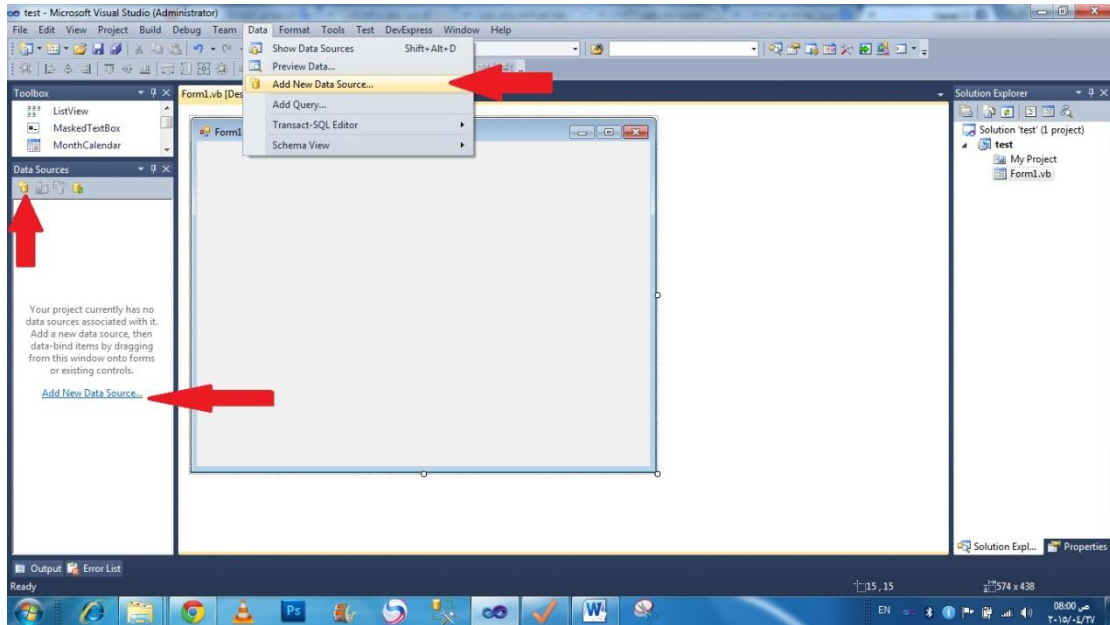 test - Microsoft Visual Studio (Administrator)
File Edit View Project Build Debug Team Data Format Tools Test DevExpress Window Help
Show Data Sources Shift+Alt+D
Preview Data...
Add New Data Source...
Add Query...
Transact-SQL Editor
Schema View
Toolbox
ListView
MaskedTextBox
MonthCalendar
Data Sources
Your project currently has no
data sources associated with it.
Add a new data source, then
data-bind items by dragging
from this window onto forms
or existing controls.
Add New Data Source...
Form1.vb [Des
Form1
Solution Explorer
Solution 'test' (1 project)
test
My Project
Form1.vb
Solution Expl... Properties
Output Error List
Ready 15 , 15 574 x 438
Ps W EN 08:00 ص
٢٠١٥/٠٤/٢٧